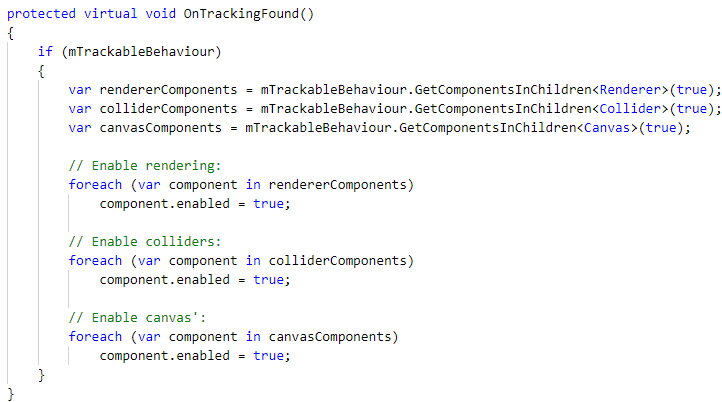 protected virtual void OnTrackingFound()
{
    if (mTrackableBehaviour)
    {
        var rendererComponents = mTrackableBehaviour.GetComponentsInChildren<Renderer>(true);
        var colliderComponents = mTrackableBehaviour.GetComponentsInChildren<Collider>(true);
        var canvasComponents = mTrackableBehaviour.GetComponentsInChildren<Canvas>(true);

        // Enable rendering:
        foreach (var component in rendererComponents)
            component.enabled = true;

        // Enable colliders:
        foreach (var component in colliderComponents)
            component.enabled = true;

        // Enable canvas':
        foreach (var component in canvasComponents)
            component.enabled = true;
    }
}